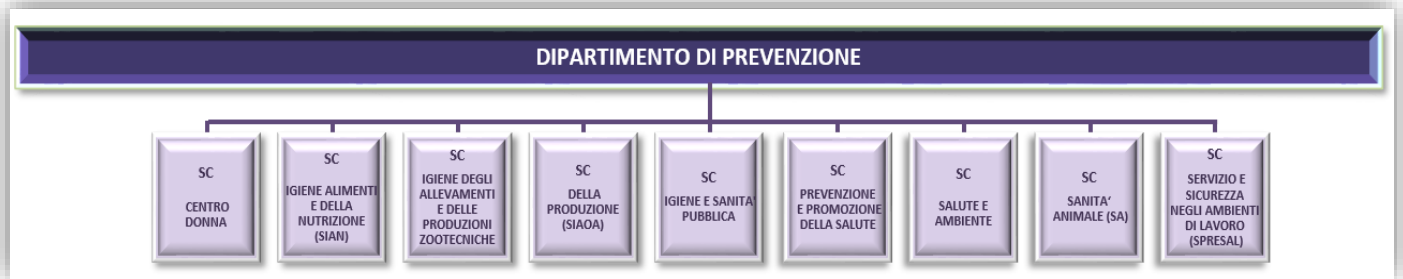 DIPARTIMENTO DI PREVENZIONE
SC
CENTRO
DONNA
SC
IGIENE ALIMENTI
E DELLA
NUTRIZIONE
(SIAN)
SC
IGIENE DEGLI
ALLEVAMENTI
E DELLE
PRODUZIONI
ZOOTECNICHE
SC
DELLA
PRODUZIONE
(SIAOA)
SC
IGIENE E SANITA'
PUBBLICA
SC
PREVENZIONE
E PROMOZIONE
DELLA SALUTE
SC
SALUTE E
AMBIENTE
SC
SANITA'
ANIMALE (SA)
SC
SERVIZIO E
SICUREZZA
NEGLI AMBIENTI
DI LAVORO
(SPRESAL)